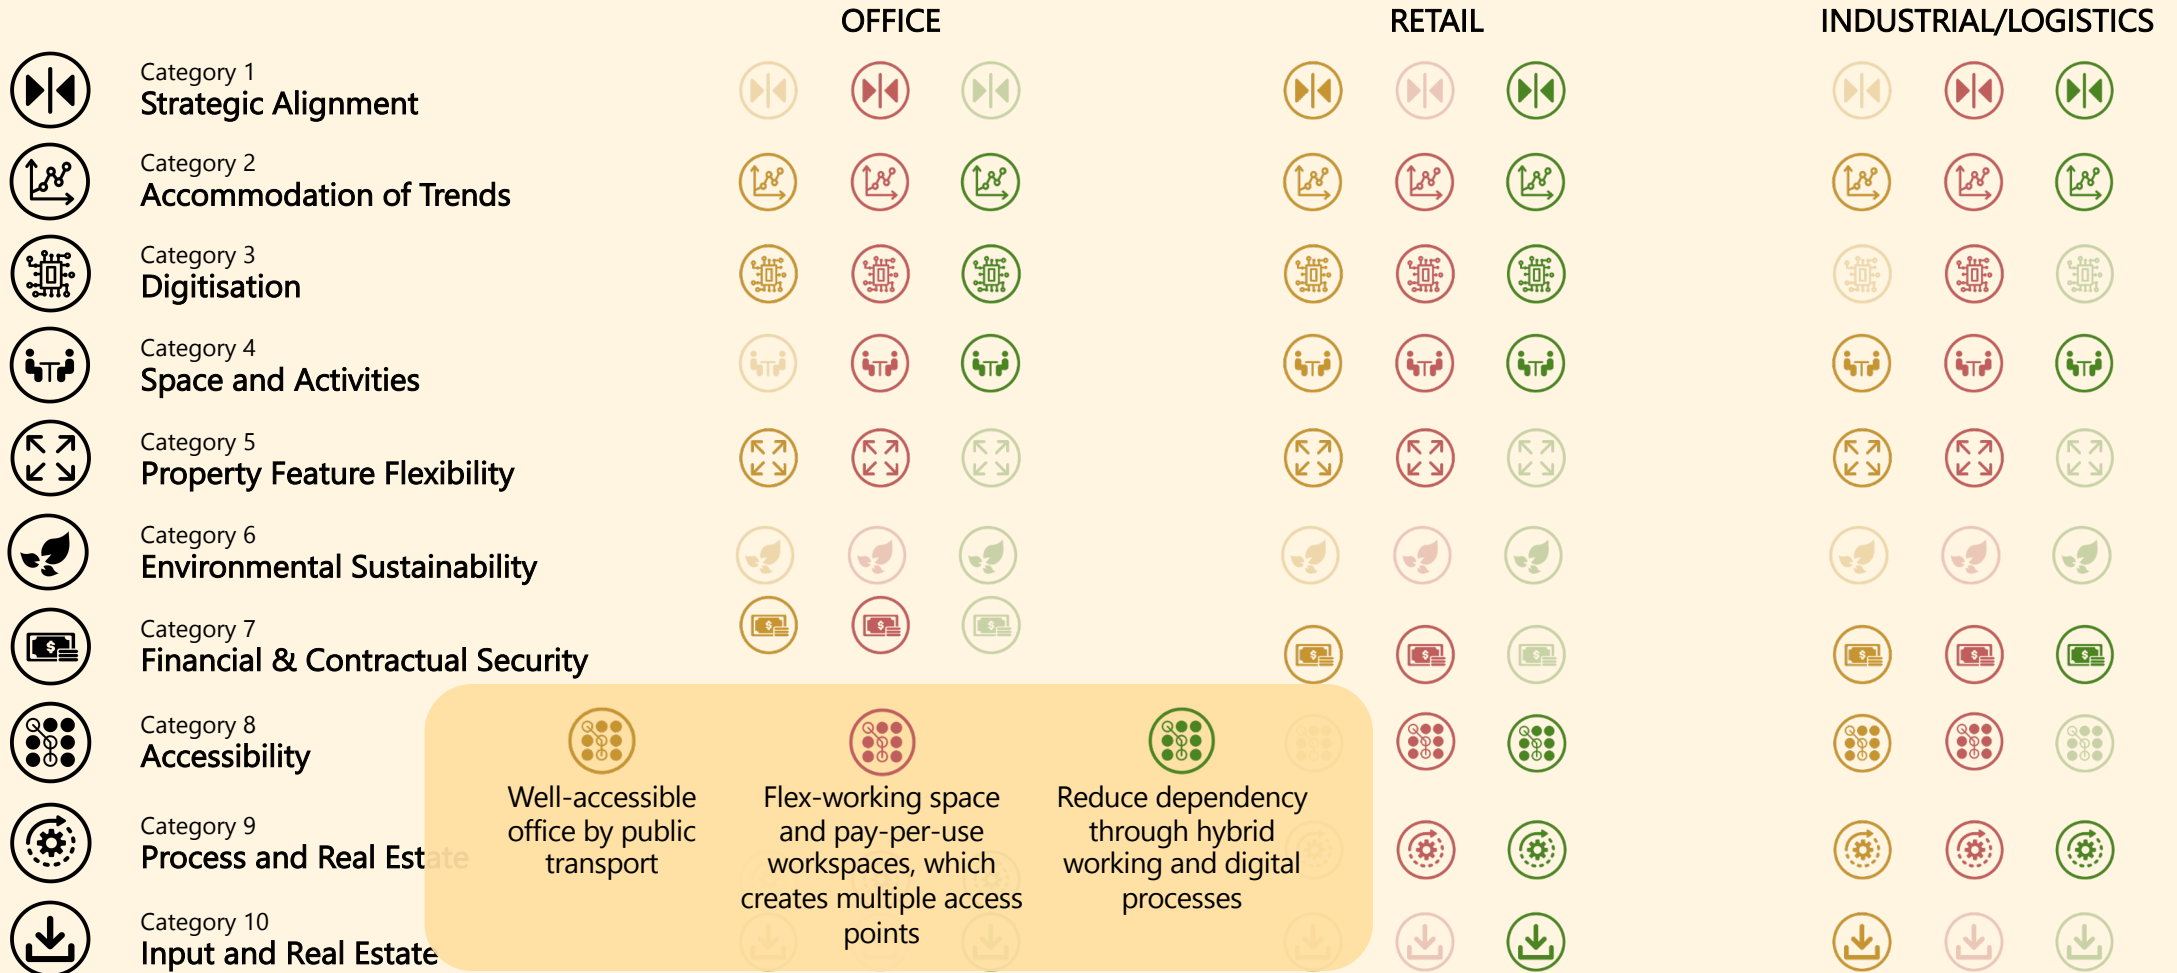 OFFICE
RETAIL
INDUSTRIAL/LOGISTICS
Category 1
Strategic Alignment
Category 2
Accommodation of Trends
Category 3
Digitisation
Category 4
Space and Activities
Category 5
Property Feature Flexibility
Category 6
Environmental Sustainability
Category 7
Financial & Contractual Security
Category 8
Accessibility
Category 9
Process and Real Estate
Category 10
Input and Real Estate
Well-accessible
office by public
transport
Flex-working space
and pay-per-use
workspaces, which
creates multiple access
points
Reduce dependency
through hybrid
working and digital
processes